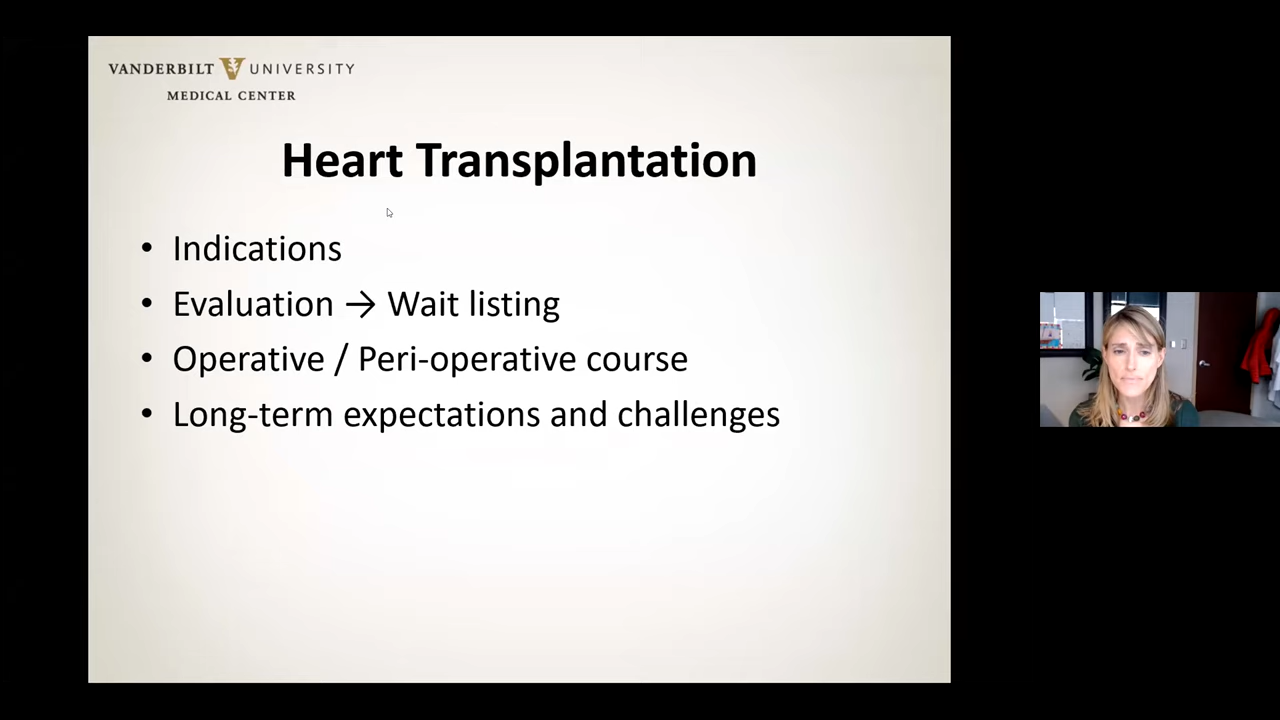 VANDERBILT UNIVERSITY
MEDICAL CENTER
Heart Transplantation
• Indications
• Evaluation → Wait listing
• Operative / Peri-operative course
• Long-term expectations and challenges